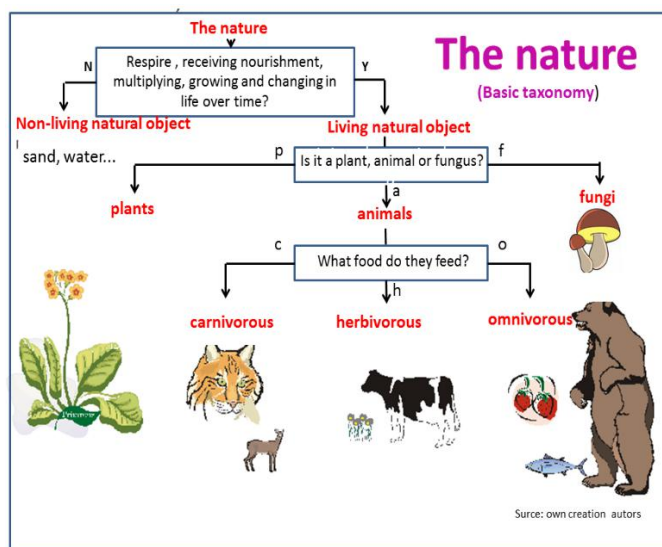 The nature
The nature
(Basic taxonomy)
Respire , receiving nourishment,
multiplying, growing and changing in
life over time?
N
Y
Non-living natural object
sand, water...
Living natural object
Is it a plant, animal or fungus?
p
f
a
plants
animals
fungi
What food do they feed?
c
o
h
carnivorous
herbivorous
omnivorous
Surce: own creation autors